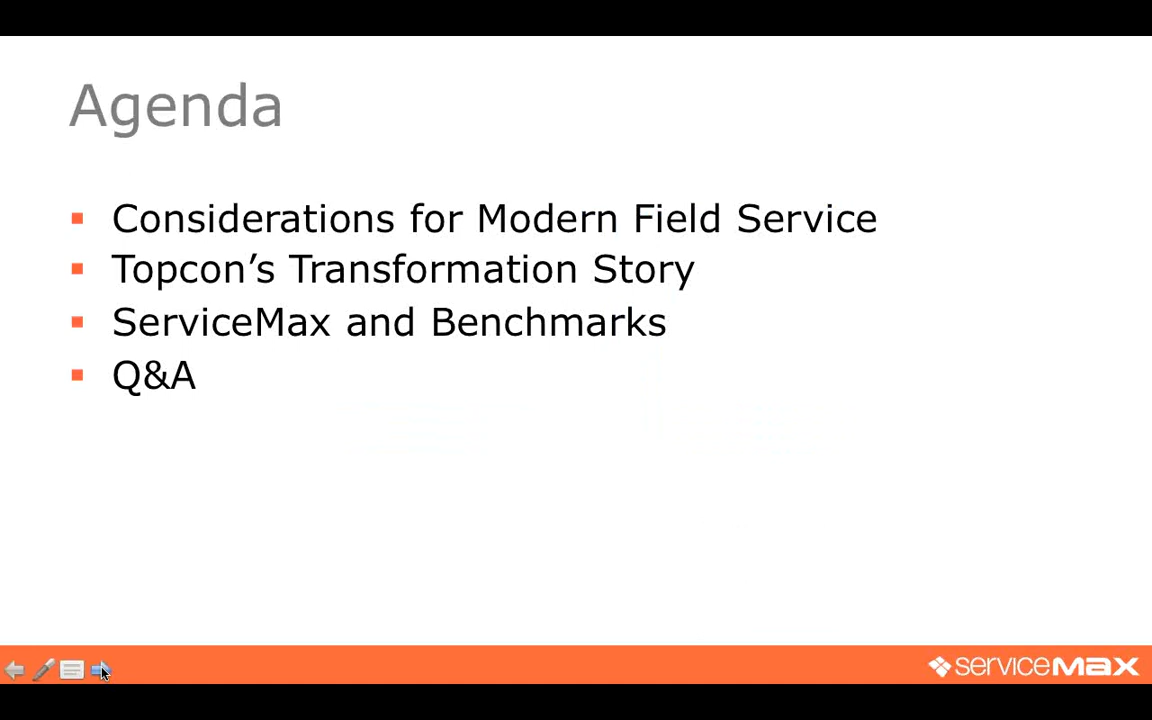 Agenda
Considerations for Modern Field Service
Topcon’s Transformation Story
ServiceMax and Benchmarks
Q&A
serviceMAX